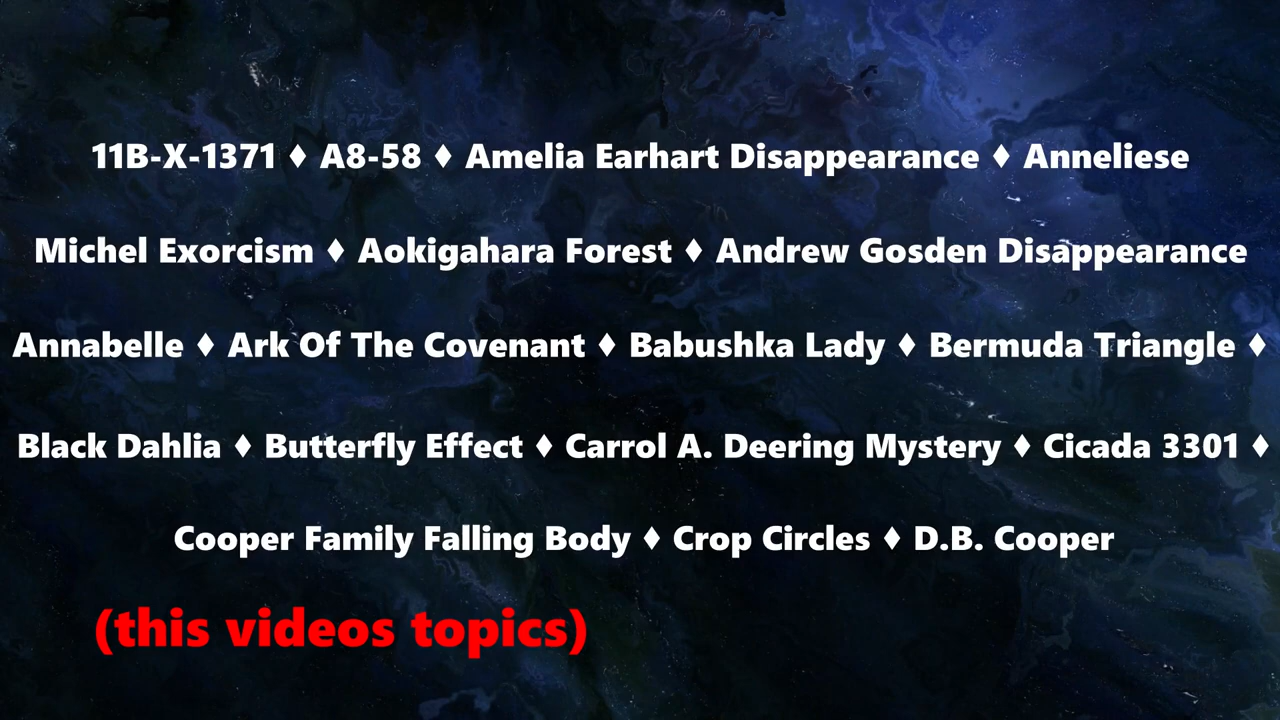 11B-X-1371 ♦ A8-58 ♦ Amelia Earhart Disappearance ♦ Anneliese
Michel Exorcism ♦ Aokigahara Forest ♦ Andrew Gosden Disappearance
Annabelle ♦ Ark Of The Covenant ♦ Babushka Lady ♦ Bermuda Triangle ♦
Black Dahlia ♦ Butterfly Effect ♦ Carrol A. Deering Mystery ♦ Cicada 3301 ♦
Cooper Family Falling Body ♦ Crop Circles ♦ D.B. Cooper
(this videos topics)